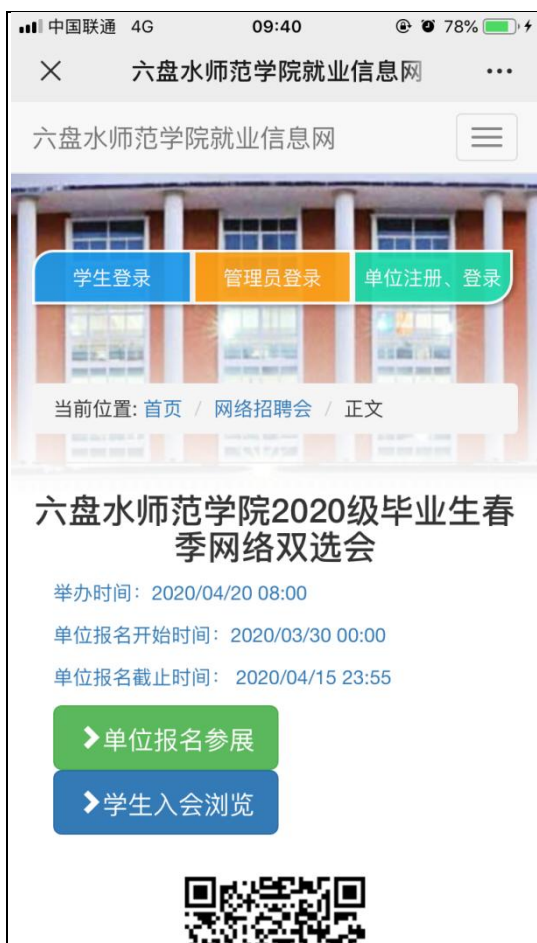 中国联通 4G 09:40 78%
六盘水师范学院就业信息网
六盘水师范学院就业信息网
学生登录 管理员登录 单位注册、登录
当前位置: 首页 / 网络招聘会 / 正文
六盘水师范学院2020级毕业生春
季网络双选会
举办时间：2020/04/20 08:00
单位报名开始时间：2020/03/30 00:00
单位报名截止时间： 2020/04/15 23:55
单位报名参展
学生入会浏览